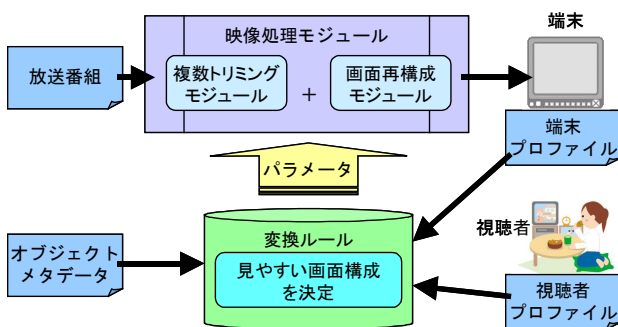 映像処理モジュール
端末
放送番組
複数トリミング
モジュール
+
画面再構成
モジュール
端末
プロファイル
パラメータ
変換ルール
見やすい画面構成
を決定
オブジェクト
メタデータ
視聴者
視聴者
プロファイル